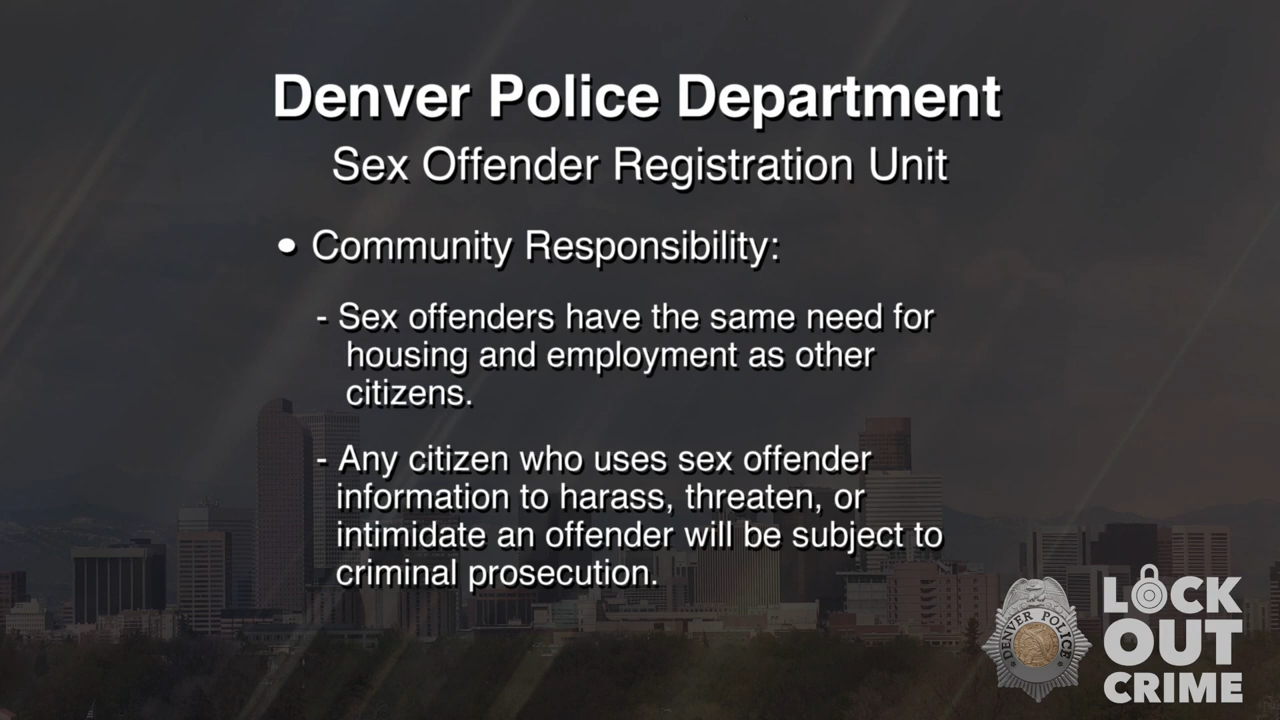 Denver Police Department
Sex Offender Registration Unit
• Community Responsibility:
- Sex offenders have the same need for
housing and employment as other
citizens.
- Any citizen who uses sex offender
information to harass, threaten, or
intimidate an offender will be subject to
criminal prosecution.
DENVER POLICE
LOCK
OUT
CRIME